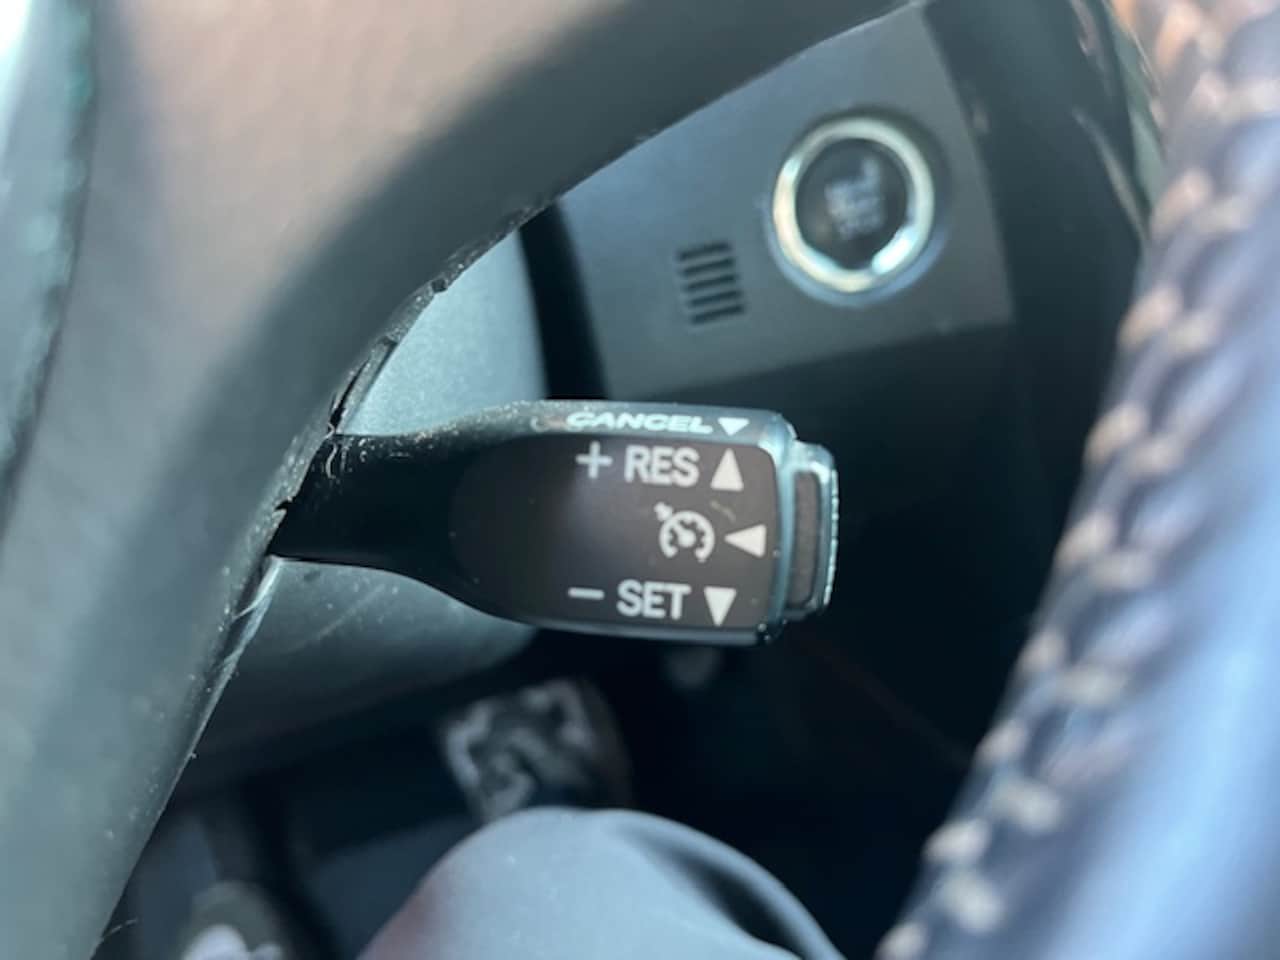 CANCEL ▼
+ RES ▲
◀
− SET ▼